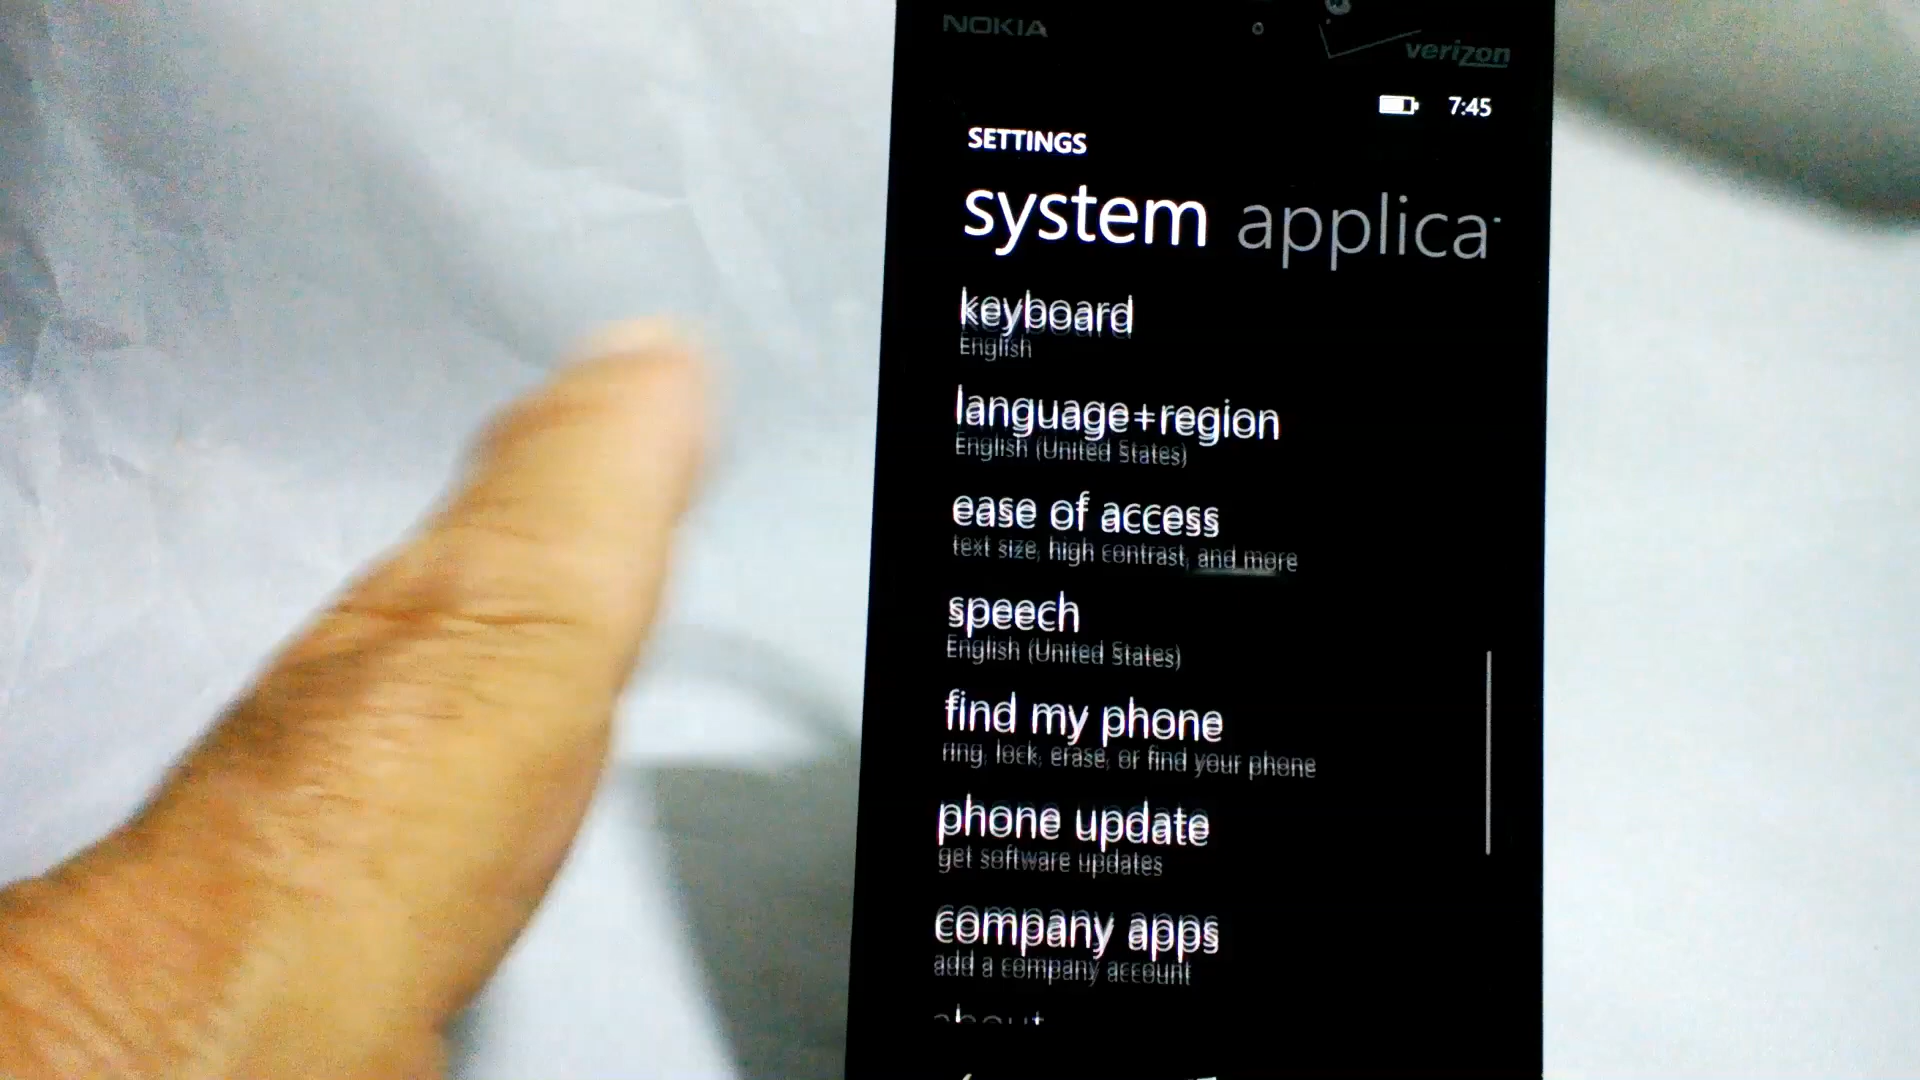 NOKIA
verizon
7:45
SETTINGS
system applica
keyboard
English
language+region
English (United States)
ease of access
text size, high contrast, and more
speech
English (United States)
find my phone
ring, lock, erase, or find your phone
phone update
get software updates
company apps
add a company account
about